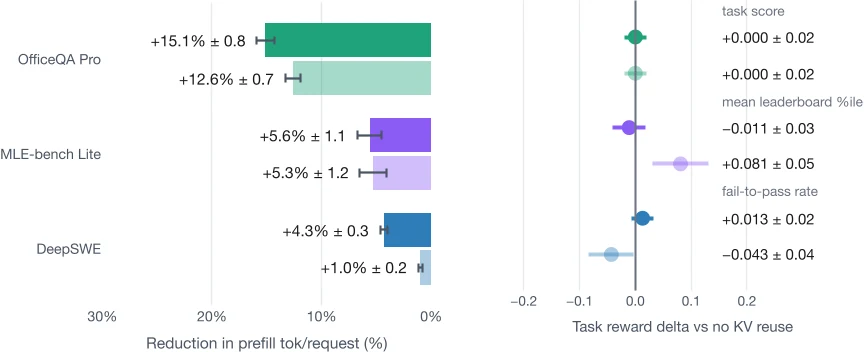 OfficeQA Pro
+15.1% ± 0.8
+12.6% ± 0.7
MLE-bench Lite
+5.6% ± 1.1
+5.3% ± 1.2
DeepSWE
+4.3% ± 0.3
+1.0% ± 0.2
30% 20% 10% 0%
Reduction in prefill tok/request (%)
task score
+0.000 ± 0.02
+0.000 ± 0.02
mean leaderboard %ile
−0.011 ± 0.03
+0.081 ± 0.05
fail-to-pass rate
+0.013 ± 0.02
−0.043 ± 0.04
−0.2 −0.1 0.0 0.1 0.2
Task reward delta vs no KV reuse